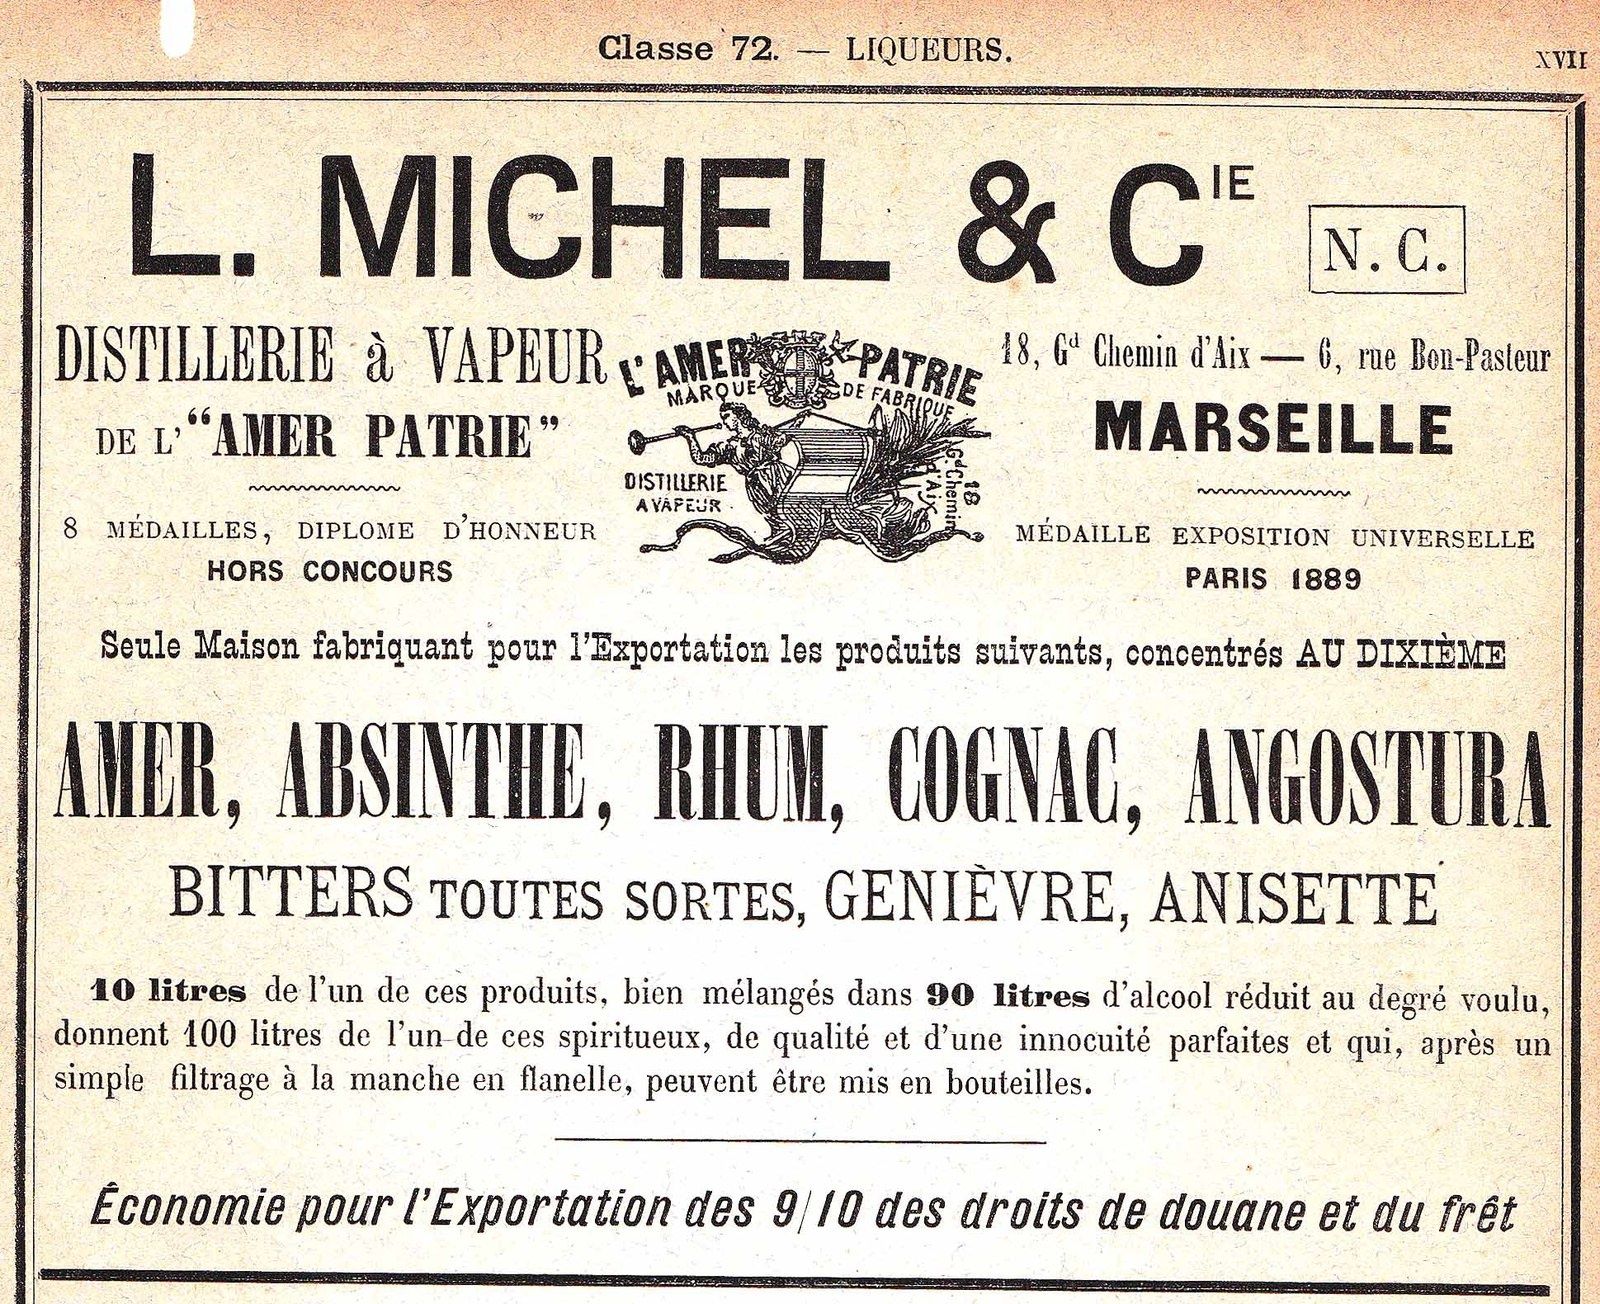 Classe 72. — LIQUEURS.
XVII
L. MICHEL & CIE
N. C.
DISTILLERIE à VAPEUR
DE L' "AMER PATRIE"
8 MÉDAILLES, DIPLOME D'HONNEUR
HORS CONCOURS
L'AMER PATRIE
MARQUE DE FABRIQUE
DISTILLERIE
A VAPEUR
18
Gd Chemin
d'Aix
18, Gd Chemin d'Aix — 6, rue Bon-Pasteur
MARSEILLE
MÉDAILLE EXPOSITION UNIVERSELLE
PARIS 1889
Seule Maison fabriquant pour l'Exportation les produits suivants, concentrés AU DIXIÈME
AMER, ABSINTHE, RHUM, COGNAC, ANGOSTURA
BITTERS TOUTES SORTES, GENIÈVRE, ANISETTE
10 litres de l'un de ces produits, bien mélangés dans 90 litres d'alcool réduit au degré voulu,
donnent 100 litres de l'un de ces spiritueux, de qualité et d'une innocuité parfaites et qui, après un
simple filtrage à la manche en flanelle, peuvent être mis en bouteilles.
Économie pour l'Exportation des 9/10 des droits de douane et du frêt